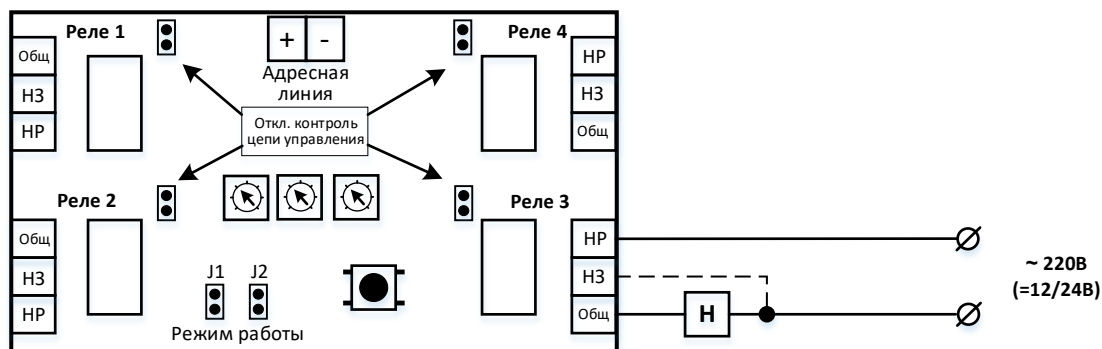 Реле 1
+ -
Реле 4
Общ
НЗ
НР
Адресная
линия
НР
НЗ
Общ
Откл. контроль
цепи управления
Реле 2
Реле 3
Общ
НЗ
НР
J1 J2
Режим работы
НР
НЗ
Общ
Н
~ 220В
(=12/24В)